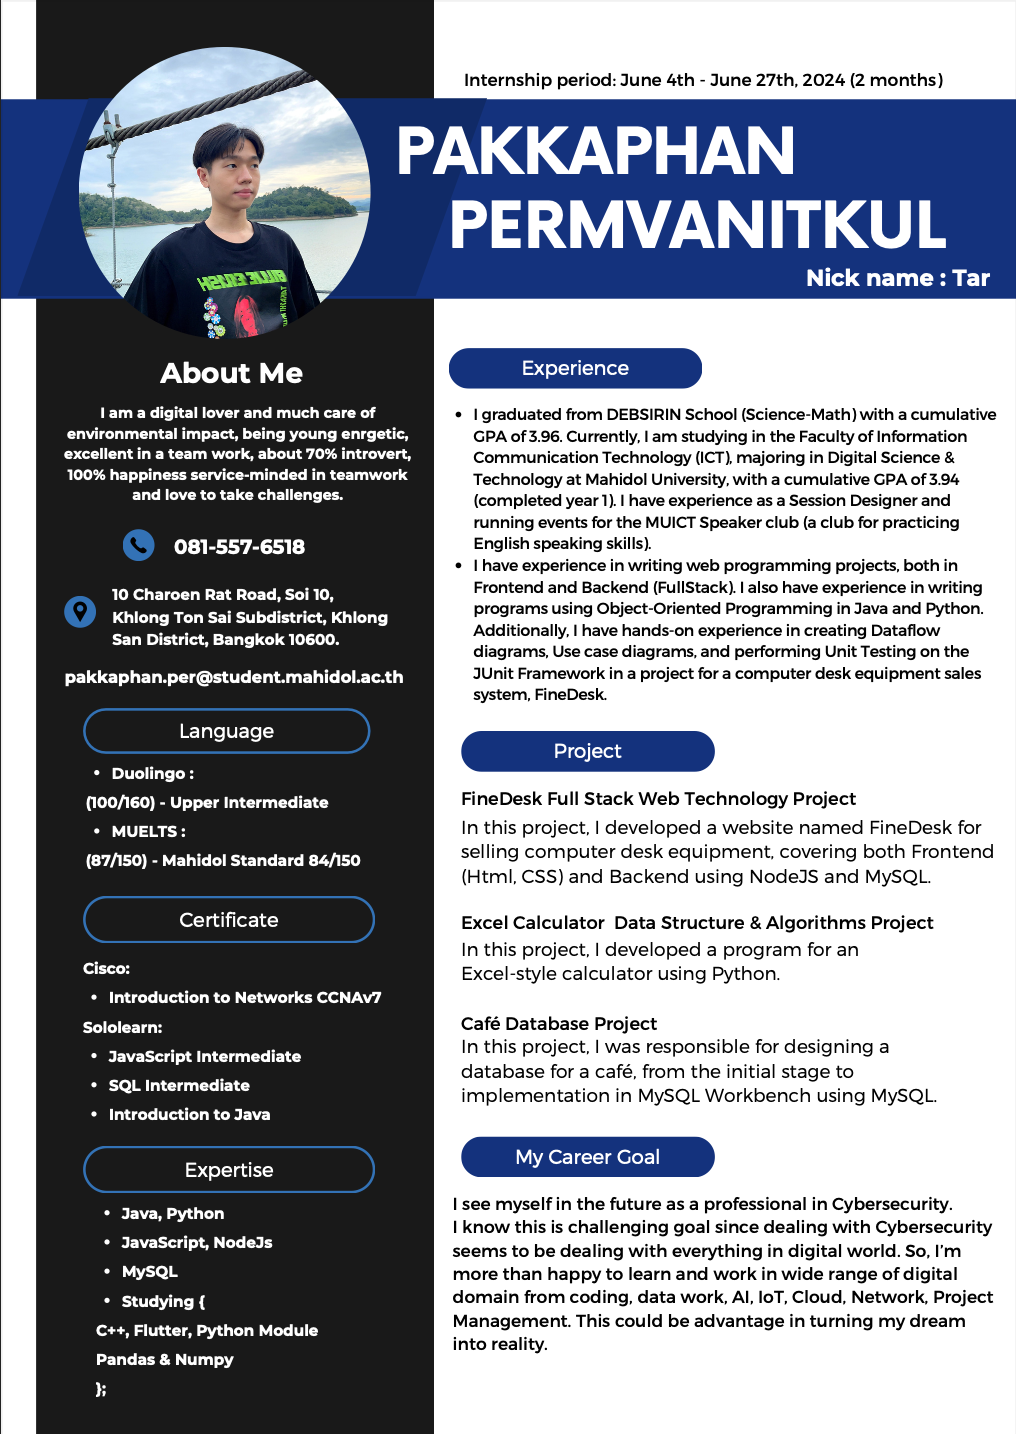 Internship period: June 4th - June 27th, 2024 (2 months)
PAKKAPHAN
PERMVANITKUL
Nick name : Tar
About Me
I am a digital lover and much care of
environmental impact, being young enrgetic,
excellent in a team work, about 70% introvert,
100% happiness service-minded in teamwork
and love to take challenges.
081-557-6518
10 Charoen Rat Road, Soi 10,
Khlong Ton Sai Subdistrict, Khlong
San District, Bangkok 10600.
pakkaphan.per@student.mahidol.ac.th
Language
• Duolingo :
(100/160) - Upper Intermediate
• MUELTS :
(87/150) - Mahidol Standard 84/150
Certificate
Cisco:
• Introduction to Networks CCNAv7
Sololearn:
• JavaScript Intermediate
• SQL Intermediate
• Introduction to Java
Expertise
• Java, Python
• JavaScript, NodeJs
• MySQL
• Studying {
C++, Flutter, Python Module
Pandas & Numpy
};
Experience
• I graduated from DEBSIRIN School (Science-Math) with a cumulative
GPA of 3.96. Currently, I am studying in the Faculty of Information
Communication Technology (ICT), majoring in Digital Science &
Technology at Mahidol University, with a cumulative GPA of 3.94
(completed year 1). I have experience as a Session Designer and
running events for the MUICT Speaker club (a club for practicing
English speaking skills).
• I have experience in writing web programming projects, both in
Frontend and Backend (FullStack). I also have experience in writing
programs using Object-Oriented Programming in Java and Python.
Additionally, I have hands-on experience in creating Dataflow
diagrams, Use case diagrams, and performing Unit Testing on the
JUnit Framework in a project for a computer desk equipment sales
system, FineDesk.
Project
FineDesk Full Stack Web Technology Project
In this project, I developed a website named FineDesk for
selling computer desk equipment, covering both Frontend
(Html, CSS) and Backend using NodeJS and MySQL.
Excel Calculator  Data Structure & Algorithms Project
In this project, I developed a program for an
Excel-style calculator using Python.
Café Database Project
In this project, I was responsible for designing a
database for a café, from the initial stage to
implementation in MySQL Workbench using MySQL.
My Career Goal
I see myself in the future as a professional in Cybersecurity.
I know this is challenging goal since dealing with Cybersecurity
seems to be dealing with everything in digital world. So, I'm
more than happy to learn and work in wide range of digital
domain from coding, data work, AI, IoT, Cloud, Network, Project
Management. This could be advantage in turning my dream
into reality.